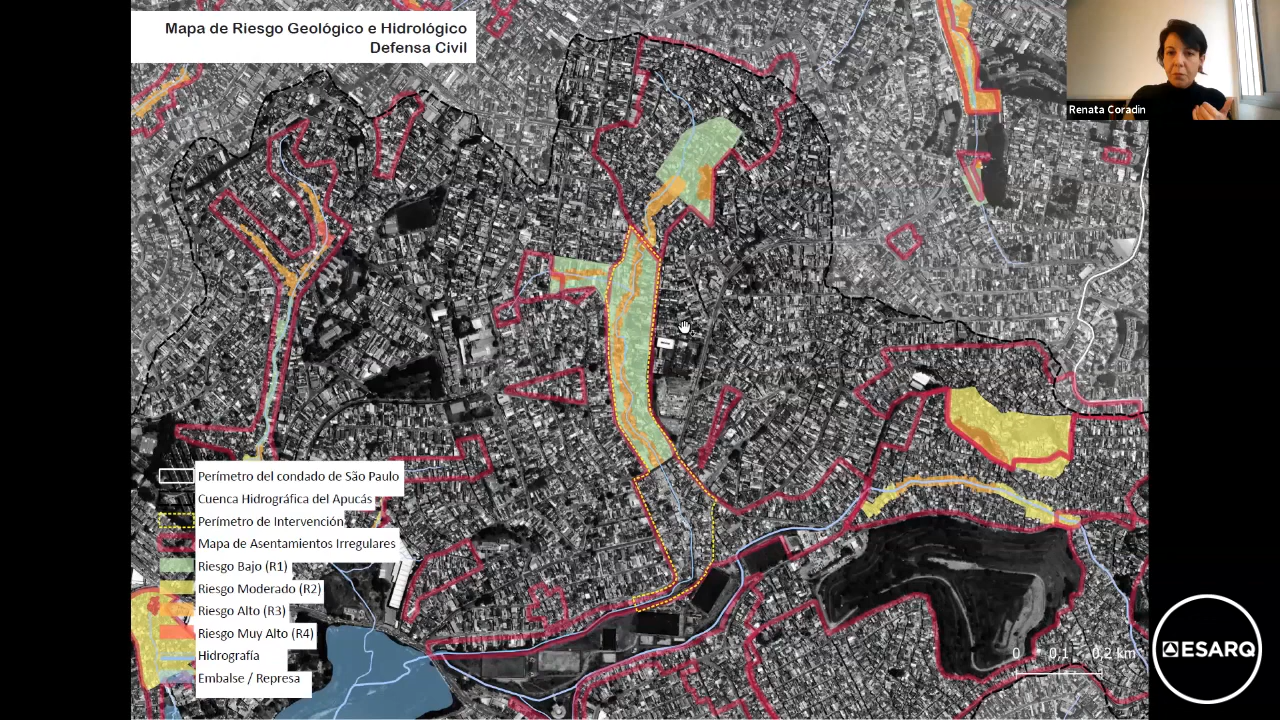 Mapa de Riesgo Geológico e Hidrológico
Defensa Civil
Renata Coradin
Perímetro del condado de São Paulo
Cuenca Hidrográfica del Apucás
Perímetro de Intervención
Mapa de Asentamientos Irregulares
Riesgo Bajo (R1)
Riesgo Moderado (R2)
Riesgo Alto (R3)
Riesgo Muy Alto (R4)
Hidrografía
Embalse / Represa
0 0,1 0,2 km
ESARQ